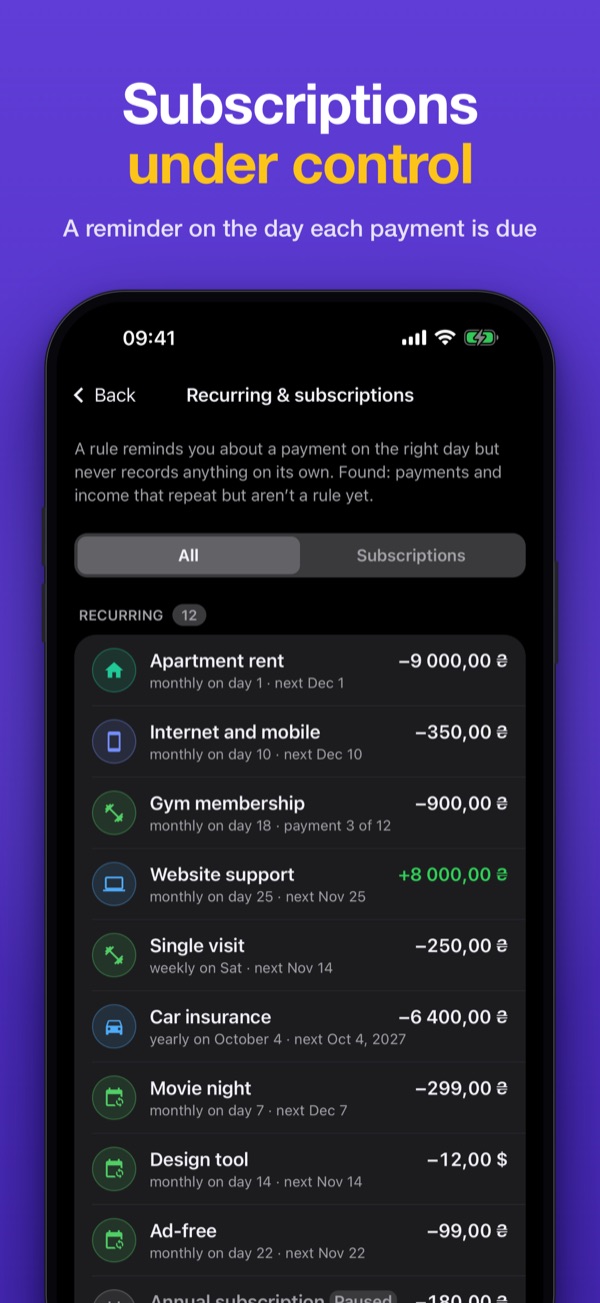 Subscriptions
under control
A reminder on the day each payment is due
09:41
Back
Recurring & subscriptions
A rule reminds you about a payment on the right day but
never records anything on its own. Found: payments and
income that repeat but aren’t a rule yet.
All
Subscriptions
RECURRING 12
Apartment rent −9 000,00 ₴
monthly on day 1 · next Dec 1
Internet and mobile −350,00 ₴
monthly on day 10 · next Dec 10
Gym membership −900,00 ₴
monthly on day 18 · payment 3 of 12
Website support +8 000,00 ₴
monthly on day 25 · next Nov 25
Single visit −250,00 ₴
weekly on Sat · next Nov 14
Car insurance −6 400,00 ₴
yearly on October 4 · next Oct 4, 2027
Movie night −299,00 ₴
monthly on day 7 · next Dec 7
Design tool −12,00 $
monthly on day 14 · next Nov 14
Ad-free −99,00 ₴
monthly on day 22 · next Nov 22
Annual subscription Paused −180,00 ₴